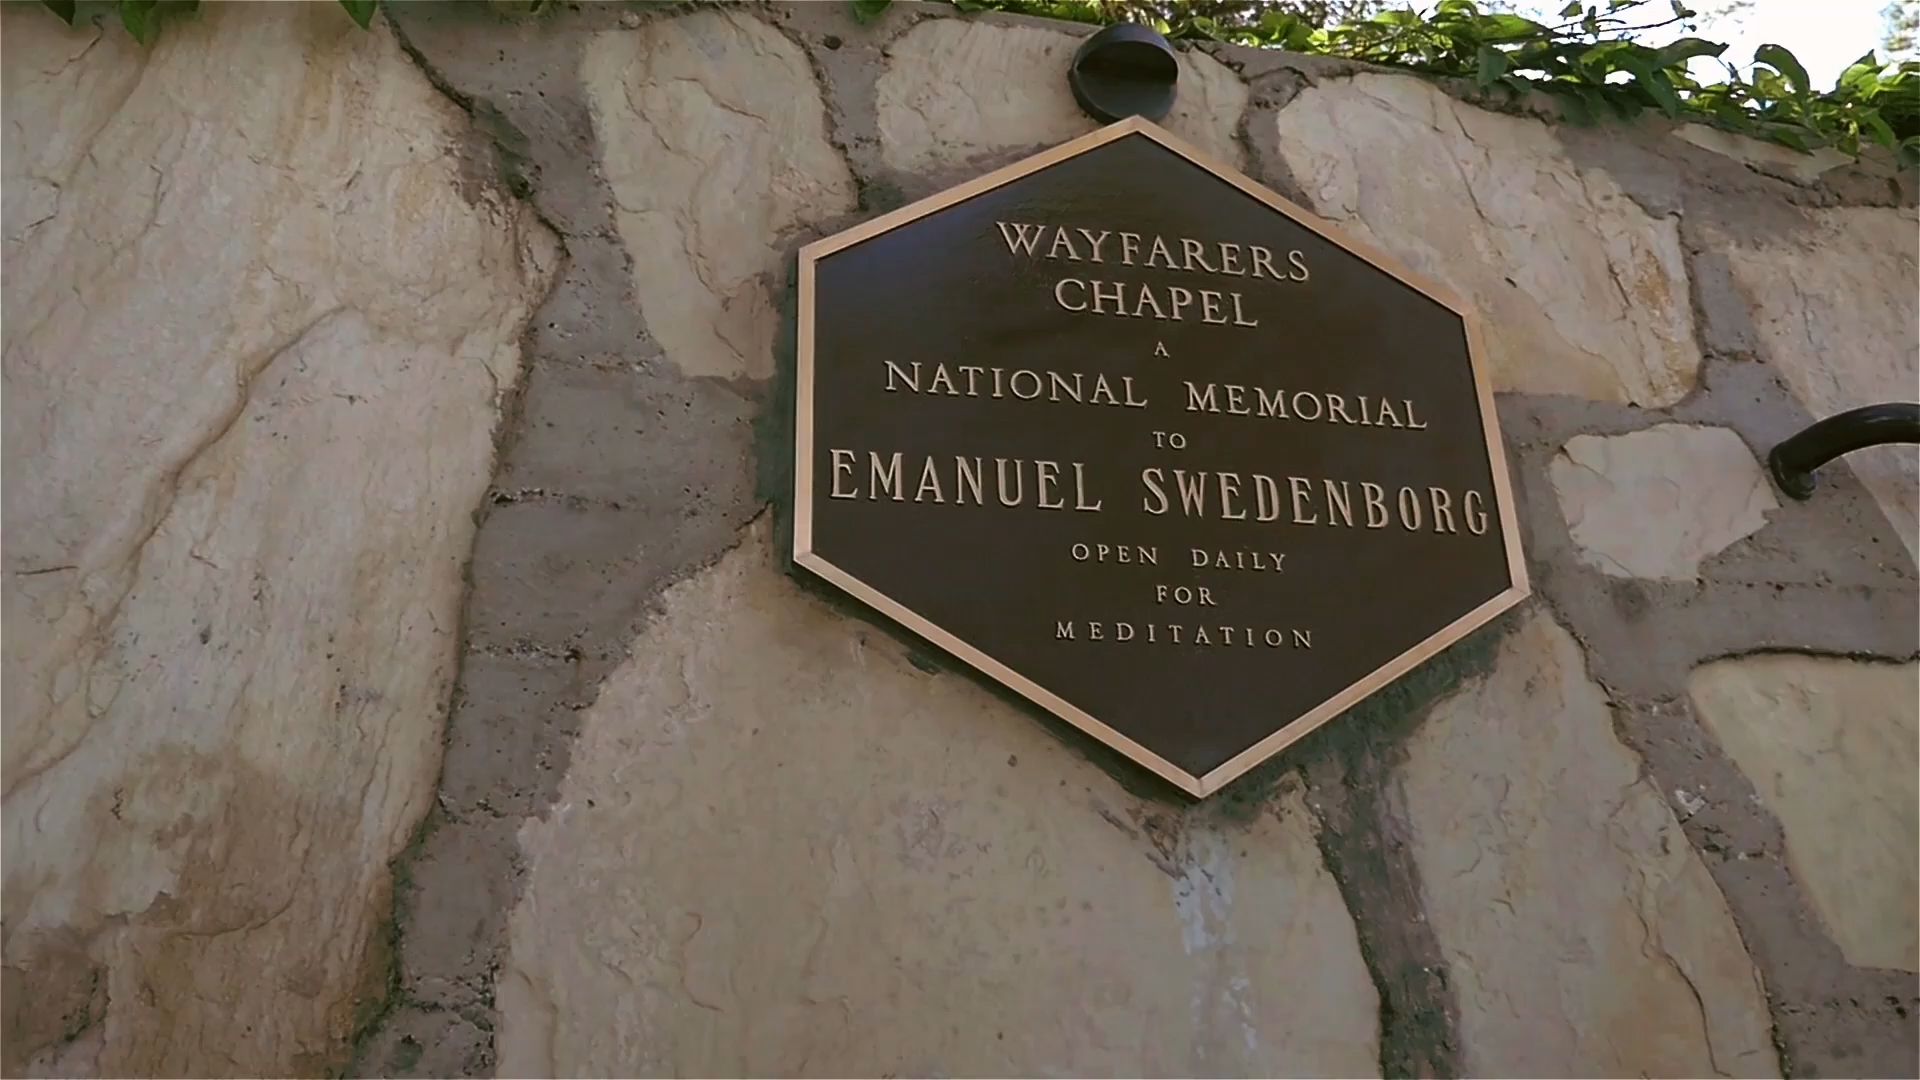 WAYFARERS
CHAPEL
A
NATIONAL MEMORIAL
TO
EMANUEL SWEDENBORG
OPEN DAILY
FOR
MEDITATION